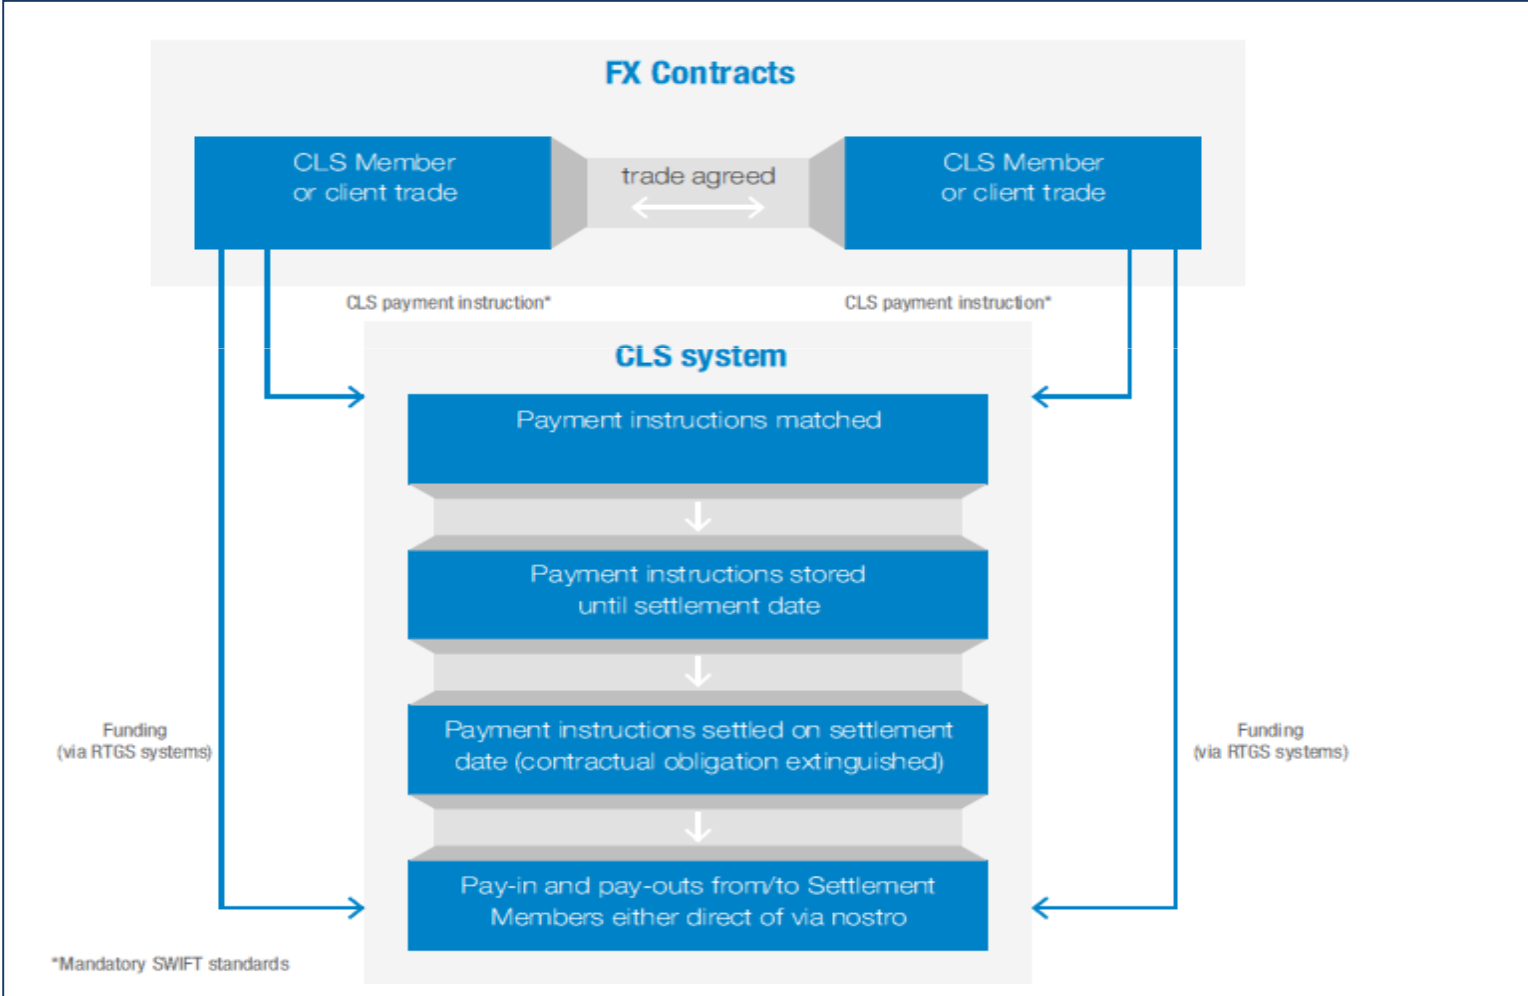 FX Contracts
CLS Member
or client trade
trade agreed
CLS Member
or client trade
CLS payment instruction*
CLS payment instruction*
CLS system
Payment instructions matched
Payment instructions stored
until settlement date
Payment instructions settled on settlement
date (contractual obligation extinguished)
Funding
(via RTGS systems)
Funding
(via RTGS systems)
Pay-in and pay-outs from/to Settlement
Members either direct of via nostro
*Mandatory SWIFT standards